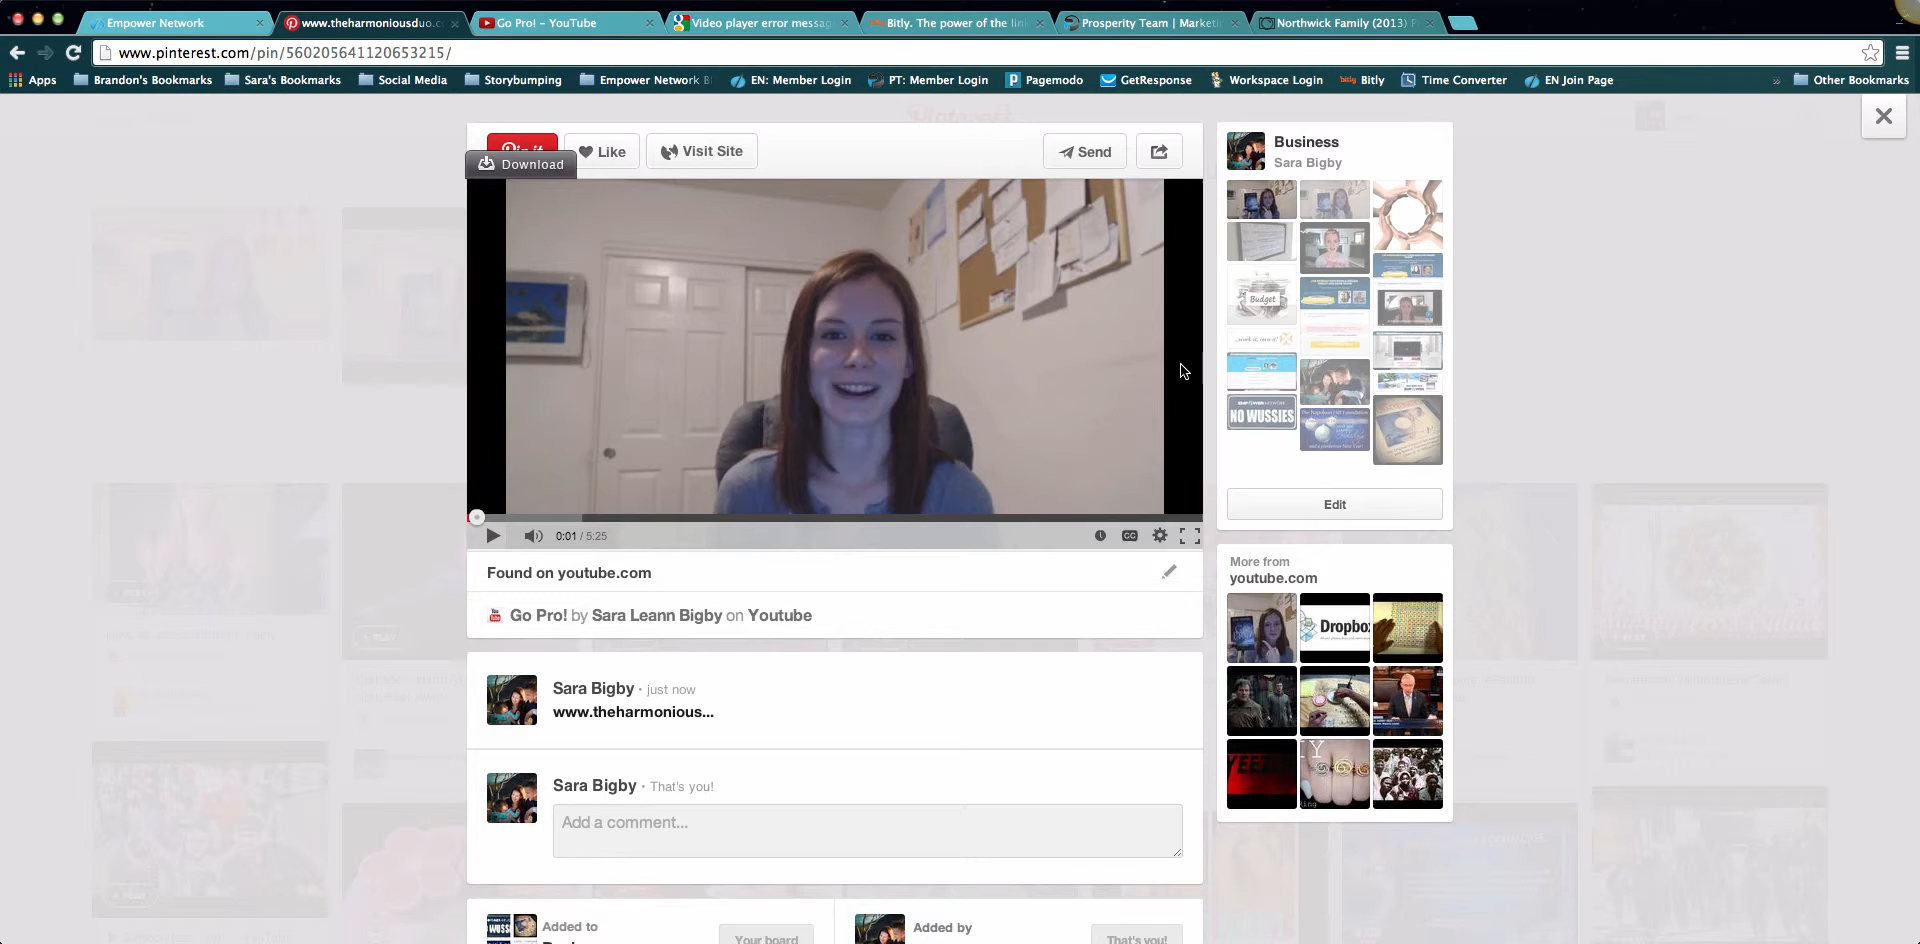 Empower Network
www.theharmoniousduo.c
Go Pro! – YouTube
Video player error messag
Bitly. The power of the lin
Prosperity Team | Marketi
Northwick Family (2013)
www.pinterest.com/pin/560205641120653215/
Apps
Brandon's Bookmarks
Sara's Bookmarks
Social Media
Storybumping
Empower Network B
EN: Member Login
PT: Member Login
Pagemodo
GetResponse
Workspace Login
bitly
Bitly
Time Converter
EN Join Page
»
Other Bookmarks
Pinterest
Pin it
Like
Visit Site
Send
Download
0:01 / 5:25
CC
Found on youtube.com
Go Pro! by Sara Leann Bigby on Youtube
Sara Bigby · just now
www.theharmonious...
Sara Bigby · That's you!
Add a comment...
Added to
Your board
Added by
That's you!
Business
Sara Bigby
Budget
NO WUSSIES
Edit
More from
youtube.com
Dropbox